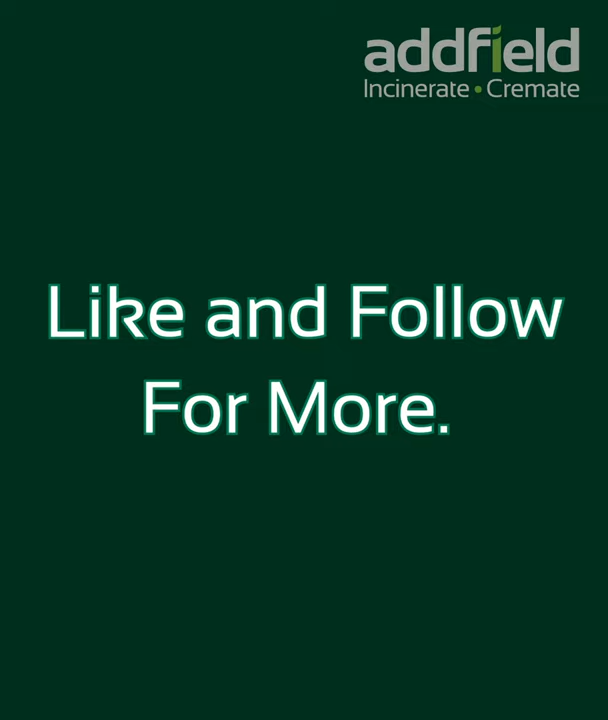 addfield
Incinerate • Cremate
Like and Follow
For More.